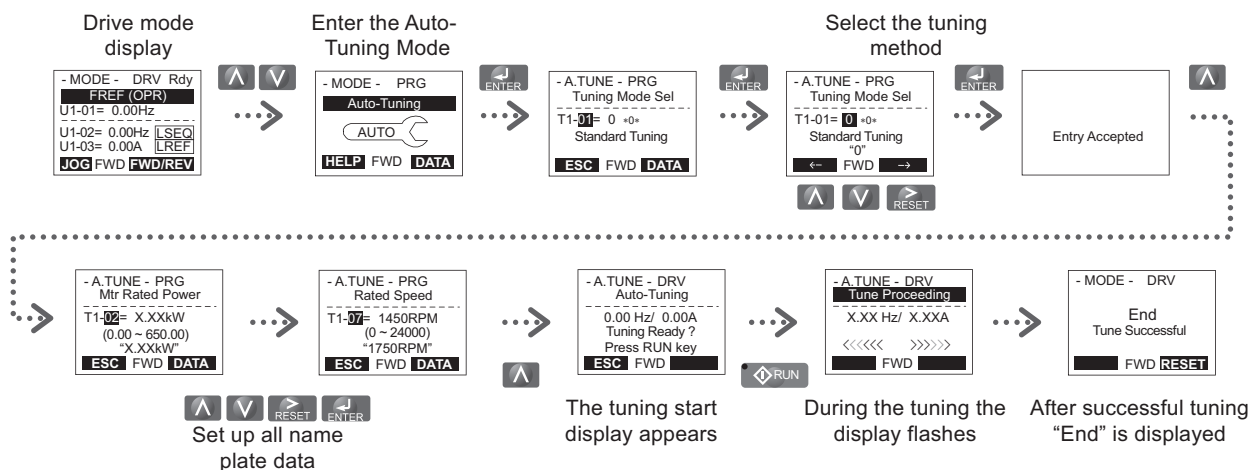 Drive mode
display
- MODE -   DRV  Rdy
FREF (OPR)
U1-01=  0.00Hz
U1-02=  0.00Hz  LSEQ
U1-03=  0.00A  LREF
JOG FWD FWD/REV
Enter the Auto-
Tuning Mode
- MODE -   PRG
Auto-Tuning
AUTO
HELP FWD DATA
ENTER
- A.TUNE - PRG
Tuning Mode Sel
T1-01=  0  *0*
Standard Tuning
ESC FWD DATA
ENTER
Select the tuning
method
- A.TUNE - PRG
Tuning Mode Sel
T1-01= 0 *0*
Standard Tuning
“0”
←- FWD -→
> RESET
ENTER
Entry Accepted
- A.TUNE - PRG
Mtr Rated Power
T1-02=  X.XXkW
(0.00 ~ 650.00)
“X.XXkW”
ESC FWD DATA
- A.TUNE - PRG
Rated Speed
T1-07=  1450RPM
(0 ~ 24000)
“1750RPM”
ESC FWD DATA
> RESET
ENTER
Set up all name
plate data
- A.TUNE - DRV
Auto-Tuning
0.00 Hz/  0.00A
Tuning Ready ?
Press RUN key
ESC FWD
The tuning start
display appears
RUN
- A.TUNE - DRV
Tune Proceeding
X.XX Hz/  X.XXA
<<<<<<  >>>>>>
FWD
During the tuning the
display flashes
- MODE -   DRV
End
Tune Successful
FWD RESET
After successful tuning
“End” is displayed